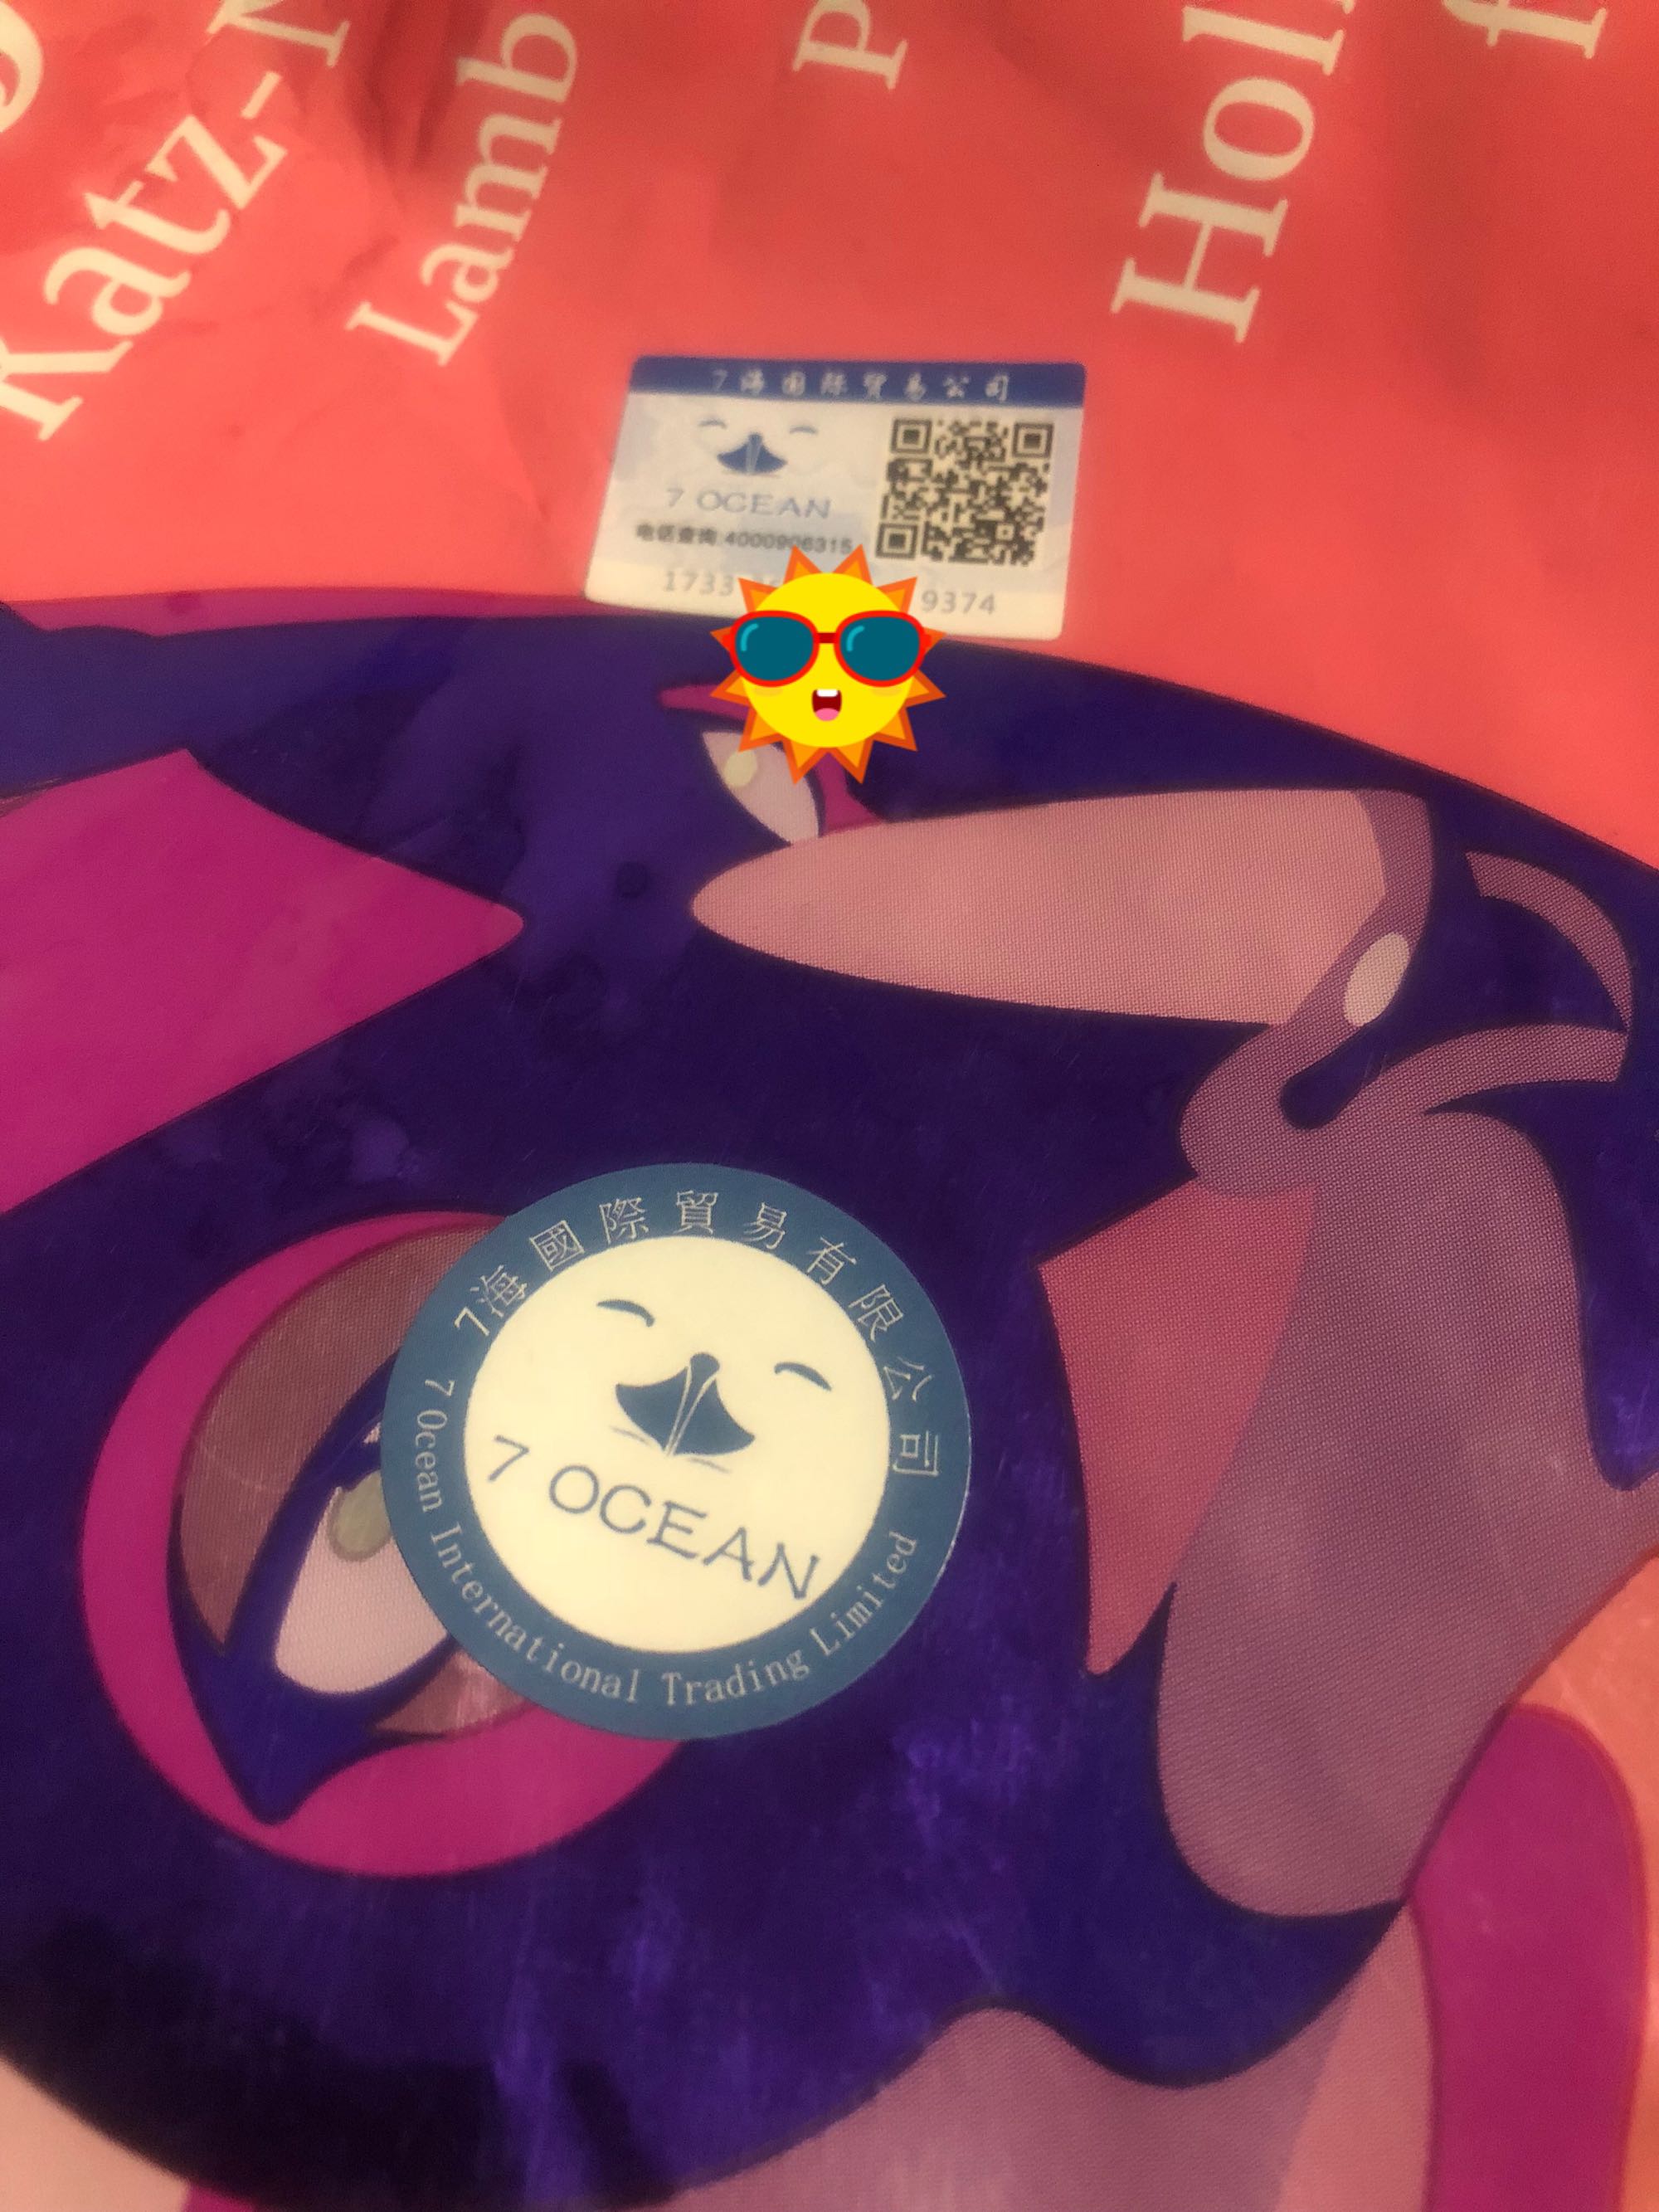 Katz-
Lamb
P
Hol
7海国际贸易公司
7 OCEAN
电话查询:4000906315
1733
9374
7海國際貿易有限公司
7 OCEAN
7 Ocean International Trading Limited